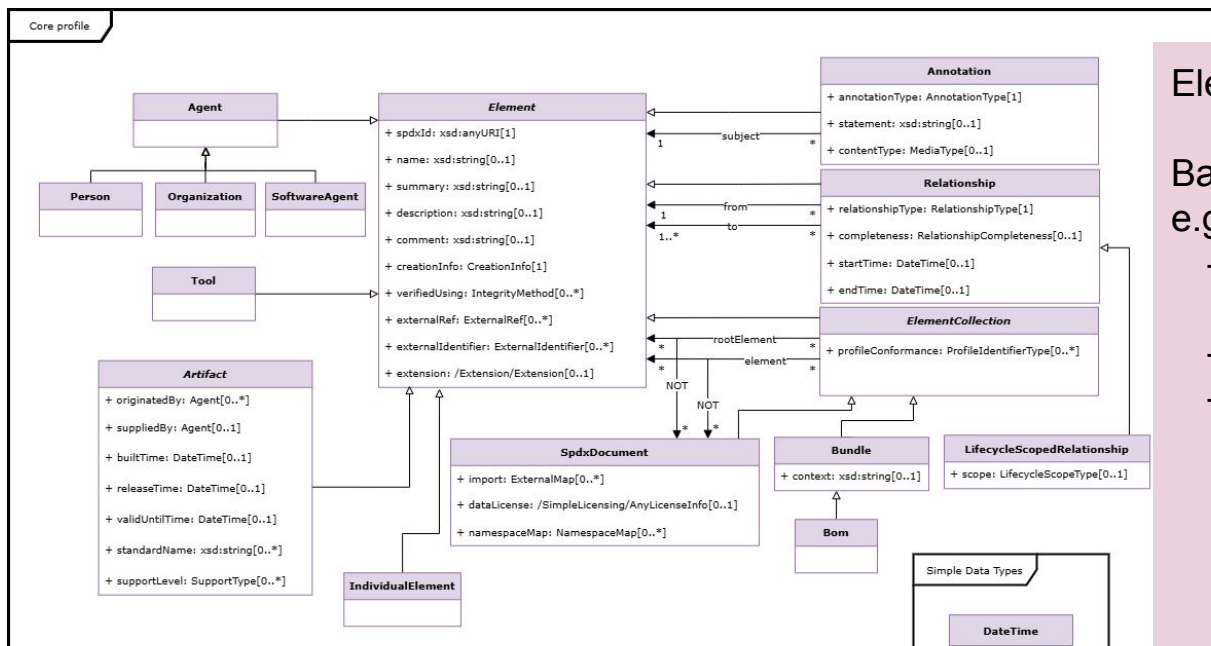 Core profile
Agent
Person
Organization
SoftwareAgent
Tool
Artifact
+ originatedBy: Agent[0..*]
+ suppliedBy: Agent[0..1]
+ builtTime: DateTime[0..1]
+ releaseTime: DateTime[0..1]
+ validUntilTime: DateTime[0..1]
+ standardName: xsd:string[0..*]
+ supportLevel: SupportType[0..*]
Element
+ spdxId: xsd:anyURI[1]
+ name: xsd:string[0..1]
+ summary: xsd:string[0..1]
+ description: xsd:string[0..1]
+ comment: xsd:string[0..1]
+ creationInfo: CreationInfo[1]
+ verifiedUsing: IntegrityMethod[0..*]
+ externalRef: ExternalRef[0..*]
+ externalIdentifier: ExternalIdentifier[0..*]
+ extension: /Extension/Extension[0..1]
IndividualElement
subject
1 *
from
1 *
to
1..* *
rootElement
* *
element
* *
NOT
NOT
* *
Annotation
+ annotationType: AnnotationType[1]
+ statement: xsd:string[0..1]
+ contentType: MediaType[0..1]
Relationship
+ relationshipType: RelationshipType[1]
+ completeness: RelationshipCompleteness[0..1]
+ startTime: DateTime[0..1]
+ endTime: DateTime[0..1]
ElementCollection
+ profileConformance: ProfileIdentifierType[0..*]
SpdxDocument
+ import: ExternalMap[0..*]
+ dataLicense: /SimpleLicensing/AnyLicenseInfo[0..1]
+ namespaceMap: NamespaceMap[0..*]
Bundle
+ context: xsd:string[0..1]
Bom
LifecycleScopedRelationship
+ scope: LifecycleScopeType[0..1]
Simple Data Types
DateTime